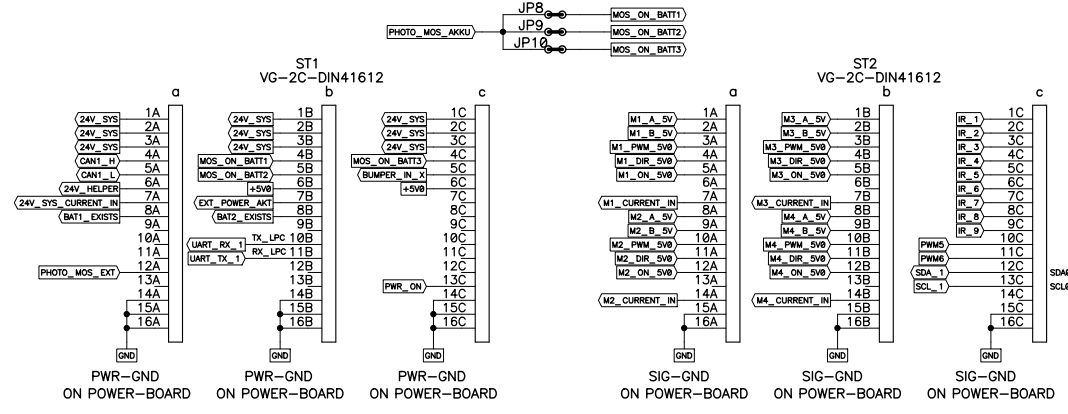 JP8
MOS_ON_BATT1
PHOTO_MOS_AKKU
JP9
MOS_ON_BATT2
JP10
MOS_ON_BATT3
ST1
VG-2C-DIN41612
a
b
c
24V_SYS 1A
24V_SYS 2A
24V_SYS 3A
CAN1_H 4A
CAN1_L 5A
24V_HELPER 6A
24V_SYS_CURRENT_IN 7A
BAT1_EXISTS 8A
9A
10A
11A
PHOTO_MOS_EXT 12A
13A
14A
15A
16A
GND
PWR-GND
ON POWER-BOARD
24V_SYS 1B
24V_SYS 2B
24V_SYS 3B
MOS_ON_BATT1 4B
MOS_ON_BATT2 5B
+5V0 6B
EXT_POWER_AKT 7B
BAT2_EXISTS 8B
9B
UART_RX_1 TX_LPC 10B
UART_TX_1 RX_LPC 11B
12B
13B
14B
15B
16B
GND
PWR-GND
ON POWER-BOARD
24V_SYS 1C
24V_SYS 2C
24V_SYS 3C
MOS_ON_BATT3 4C
BUMPER_IN_X 5C
+5V0 6C
7C
8C
9C
10C
11C
12C
PWR_ON 13C
14C
15C
16C
GND
PWR-GND
ON POWER-BOARD
ST2
VG-2C-DIN41612
a
b
c
M1_A_5V 1A
M1_B_5V 2A
M1_PWM_5V0 3A
M1_DIR_5V0 4A
M1_ON_5V0 5A
6A
M1_CURRENT_IN 7A
M2_A_5V 8A
M2_B_5V 9A
M2_PWM_5V0 10A
M2_DIR_5V0 11A
M2_ON_5V0 12A
13A
M2_CURRENT_IN 14A
15A
16A
GND
SIG-GND
ON POWER-BOARD
M3_A_5V 1B
M3_B_5V 2B
M3_PWM_5V0 3B
M3_DIR_5V0 4B
M3_ON_5V0 5B
6B
M3_CURRENT_IN 7B
M4_A_5V 8B
M4_B_5V 9B
M4_PWM_5V0 10B
M4_DIR_5V0 11B
M4_ON_5V0 12B
13B
M4_CURRENT_IN 14B
15B
16B
GND
SIG-GND
ON POWER-BOARD
IR_1 1C
IR_2 2C
IR_3 3C
IR_4 4C
IR_5 5C
IR_6 6C
IR_7 7C
IR_8 8C
IR_9 9C
PWM5 10C
PWM6 11C
SDA_1 12C SDA0
SCL_1 13C
14C
15C
16C
GND
SIG-GND
ON POWER-BOARD